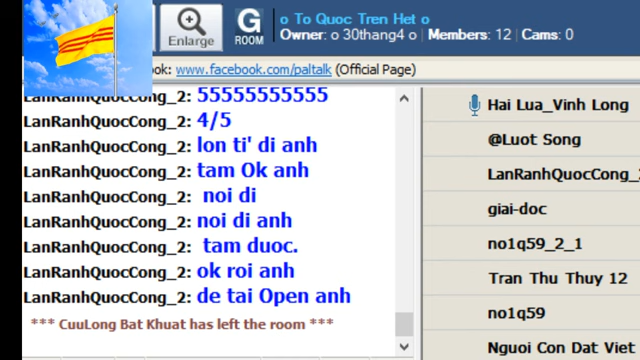 o To Quoc Tren Het o
Enlarge
G
ROOM
Owner: o 30thang4 o | Members: 12 | Cams: 0
ok: www.facebook.com/paltalk (Official Page)
LanRanhQuocCong_2: 55555555555
LanRanhQuocCong_2: 4/5
LanRanhQuocCong_2: lon ti' di anh
LanRanhQuocCong_2: tam Ok anh
LanRanhQuocCong_2: noi di
LanRanhQuocCong_2: noi di anh
LanRanhQuocCong_2: tam duoc.
LanRanhQuocCong_2: ok roi anh
LanRanhQuocCong_2: de tai Open anh
*** CuuLong Bat Khuat has left the room ***
Hai Lua_Vinh Long
@Luot Song
LanRanhQuocCong_
giai-doc
no1q59_2_1
Tran Thu Thuy 12
no1q59
Nguoi Con Dat Viet